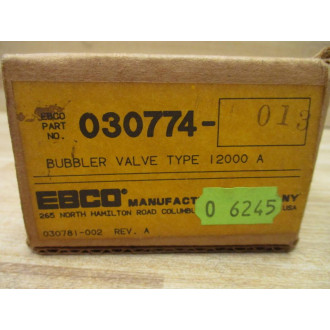 EBCO
PART
NO.
030774-
013
BUBBLER VALVE TYPE 12000 A
EBCO MANUFACT NY
265 NORTH HAMILTON ROAD COLUMBU USA
0 6245
030781-002 REV. A